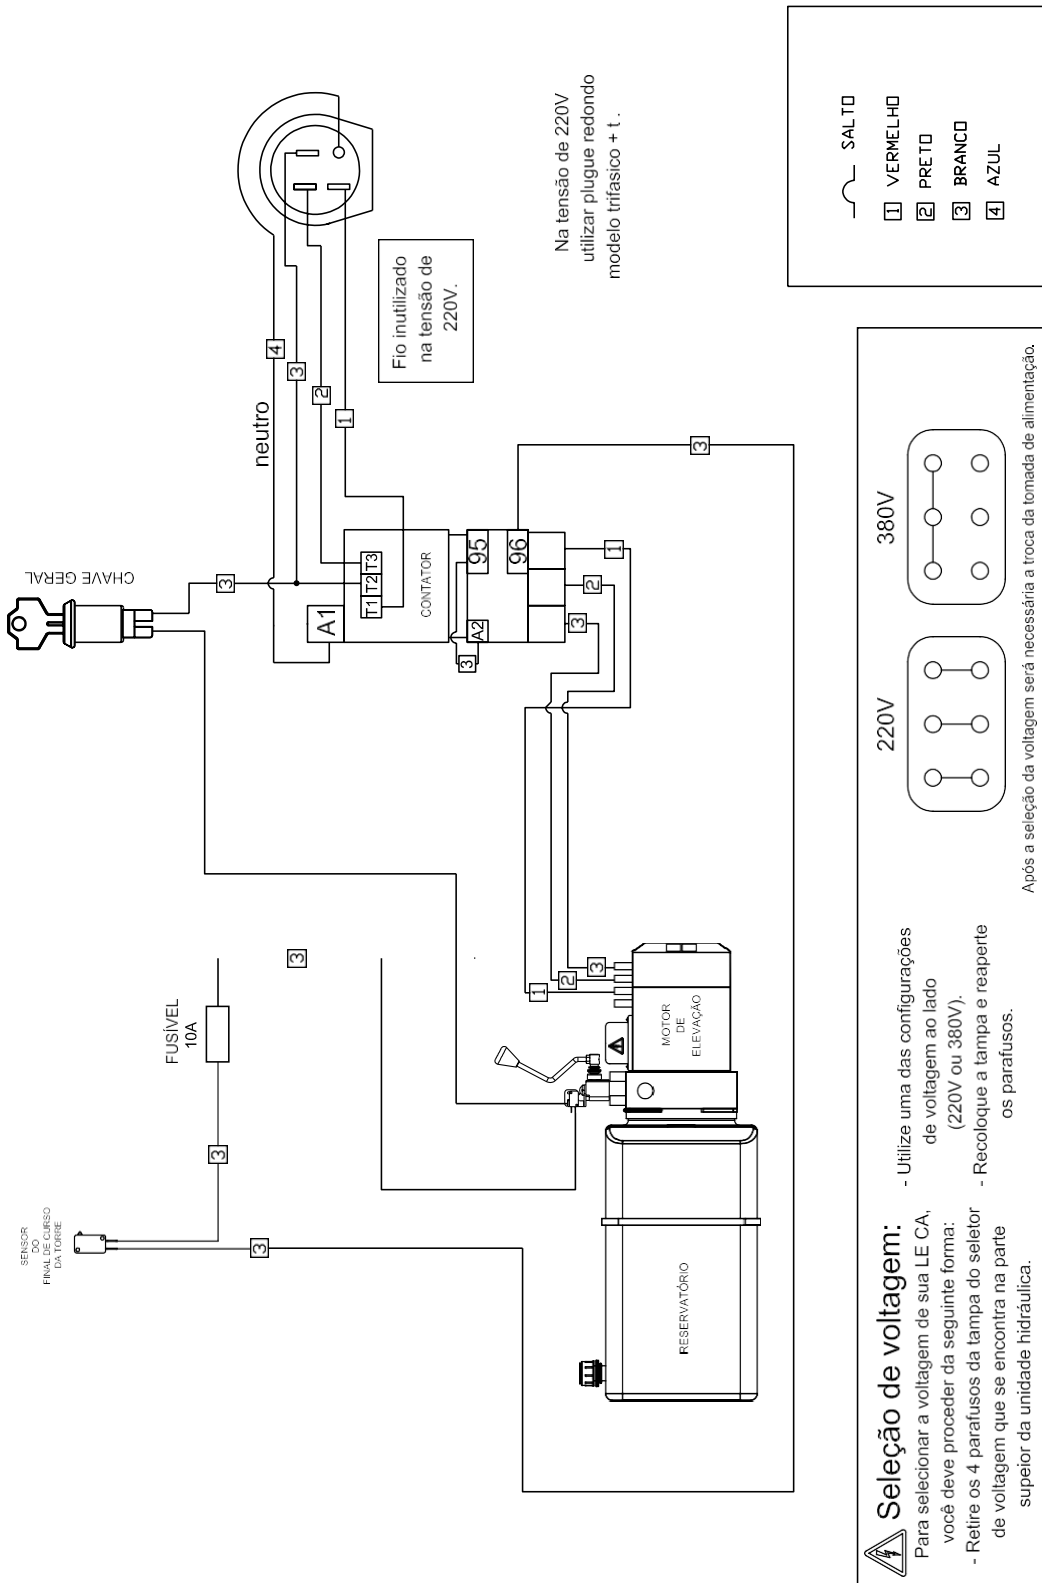 CHAVE GERAL
neutro
4
3
2
1
3
Fio inutilizado
na tensão de
220V.
Na tensão de 220V
utilizar plugue redondo
modelo trifasico + t .
SALTO
1 VERMELHO
2 PRETO
3 BRANCO
4 AZUL
A1
T1 T2 T3
CONTATOR
95
96
A2
3
3
2
1
3
SENSOR
DO
FINAL DE CURSO
DA TORRE
FUSÍVEL
10A
3
3
3
1
2
3
MOTOR
DE
ELEVAÇÃO
RESERVATÓRIO
Seleção de voltagem:
Para selecionar a voltagem de sua LE CA,
você deve proceder da seguinte forma:
- Retire os 4 parafusos da tampa do seletor
de voltagem que se encontra na parte
supeior da unidade hidráulica.
- Utilize uma das configurações
de voltagem ao lado
(220V ou 380V).
- Recoloque a tampa e reaperte
os parafusos.
220V
380V
Após a seleção da voltagem será necessária a troca da tomada de alimentação.